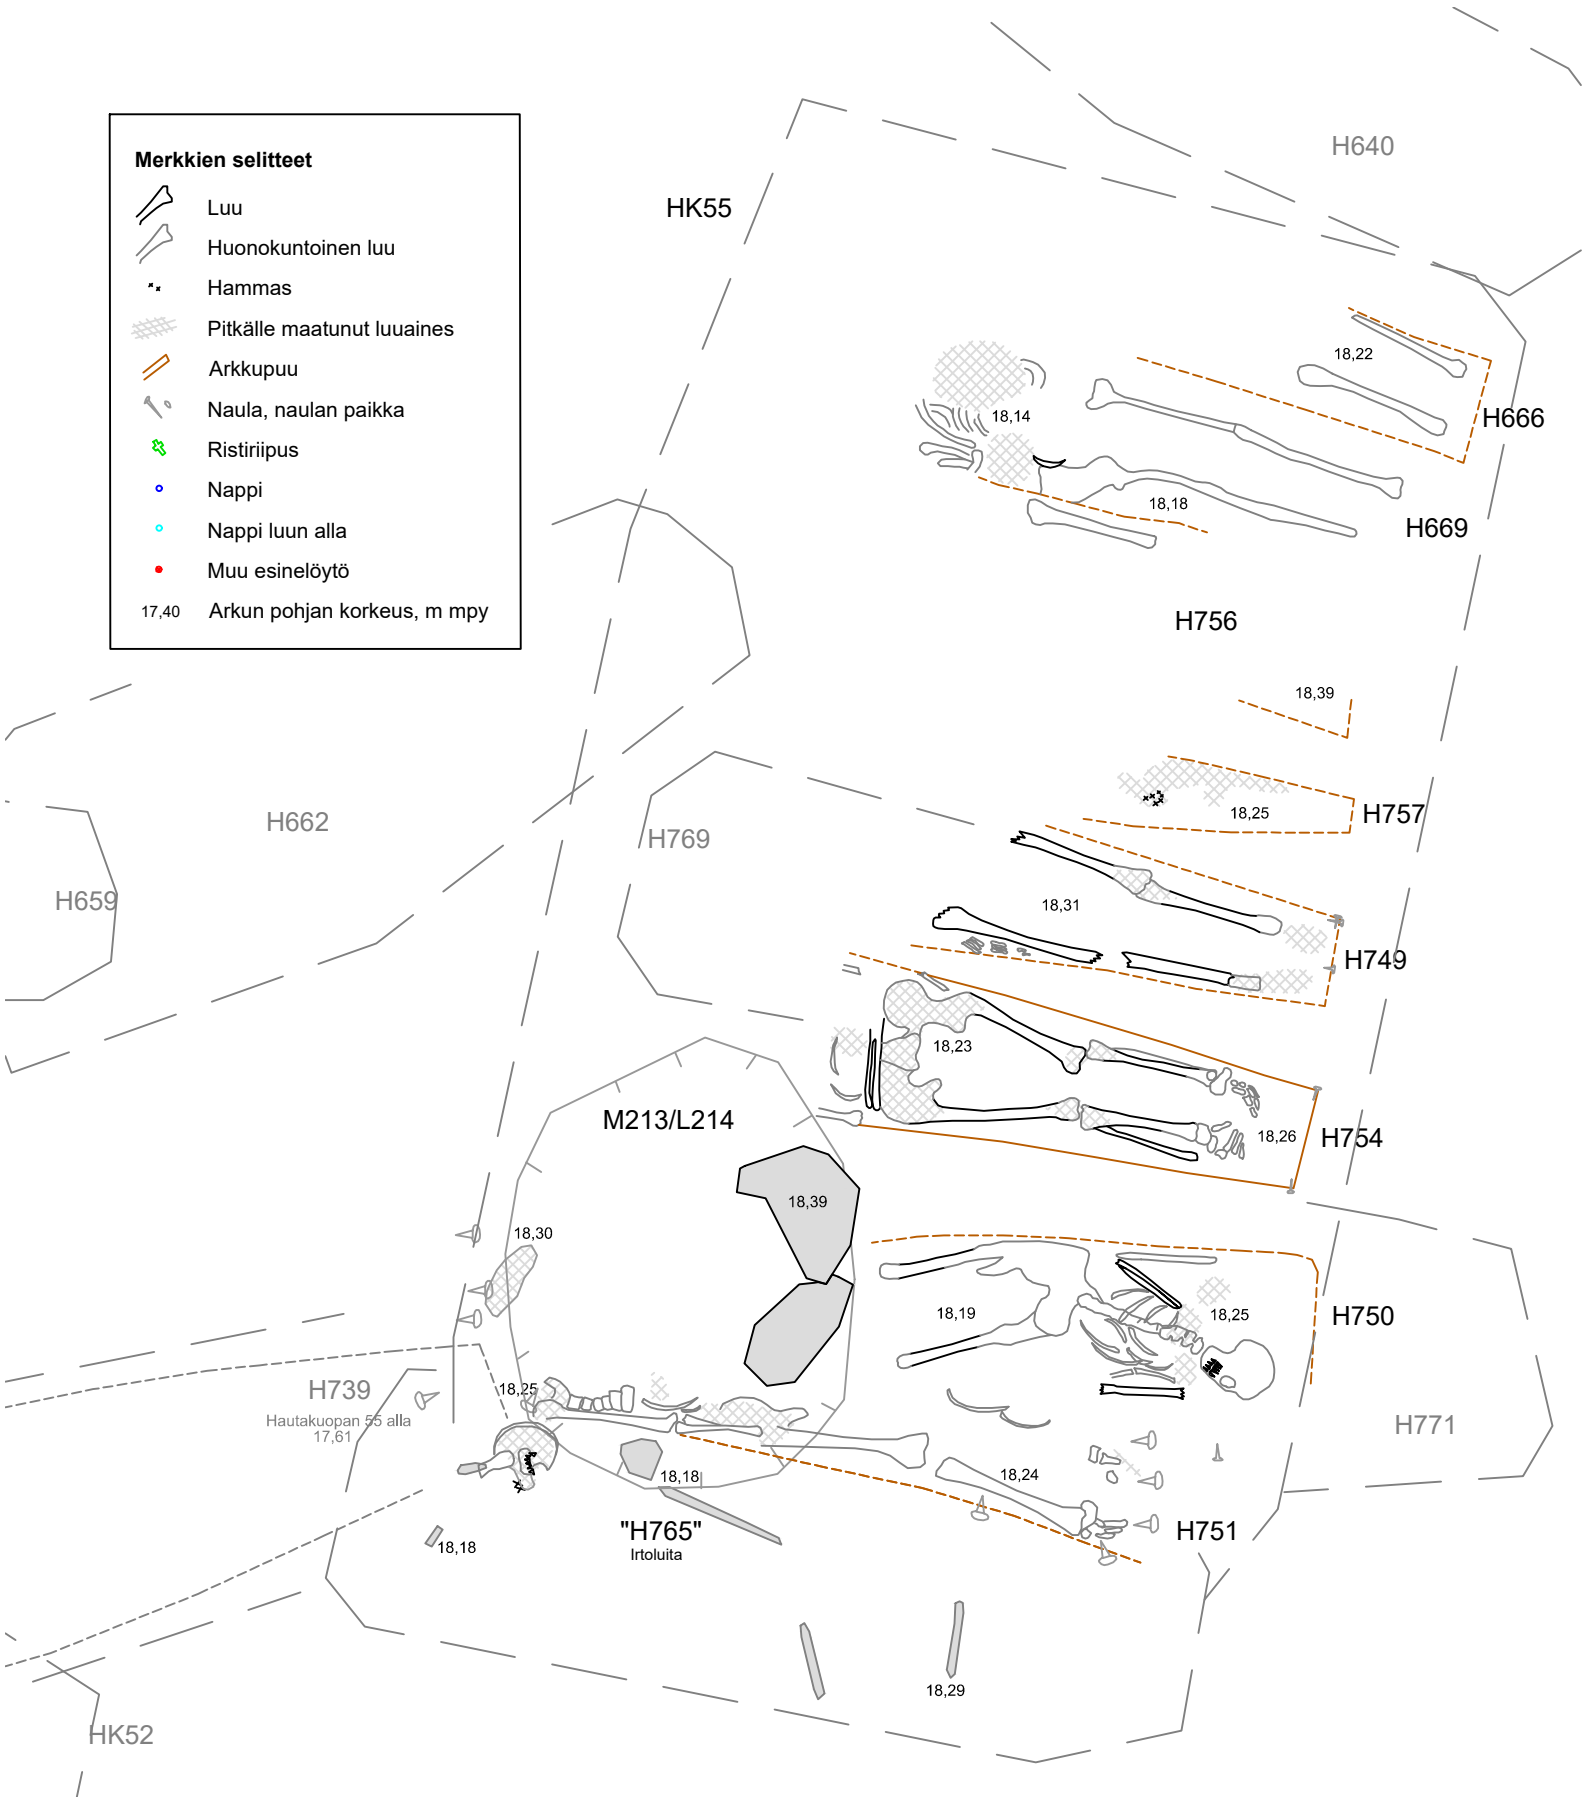 Merkkien selitteet
Luu
Huonokuntoinen luu
Hammas
Pitkälle maatunut luuaines
Arkkupuu
Naula, naulan paikka
Ristiriipus
Nappi
Nappi luun alla
Muu esinelöytö
17,40 Arkun pohjan korkeus, m mpy
H640
HK55
18,22
18,14
H666
18,18
H669
H756
18,39
18,25
H757
H662
H769
H659
18,31
H749
18,23
M213/L214
18,26
H754
18,39
18,30
18,19
18,25
H750
H739
Hautakuopan 55 alla
17,61
18,25
H771
18,18
18,24
"H765"
Irtoluita
H751
18,18
18,29
HK52